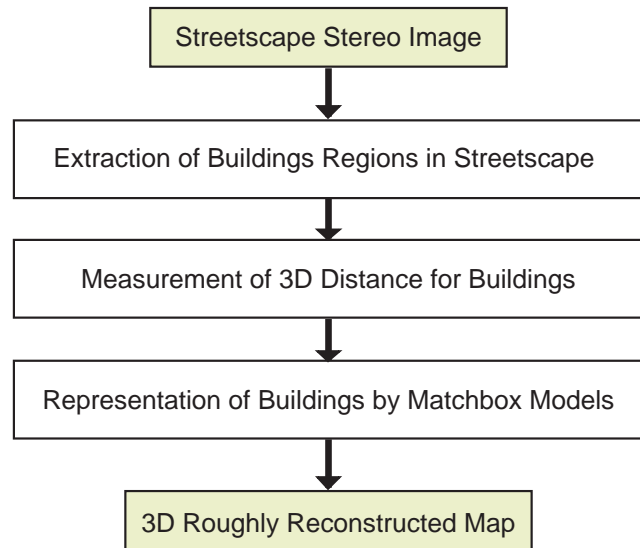 Streetscape Stereo Image
Extraction of Buildings Regions in Streetscape
Measurement of 3D Distance for Buildings
Representation of Buildings by Matchbox Models
3D Roughly Reconstructed Map